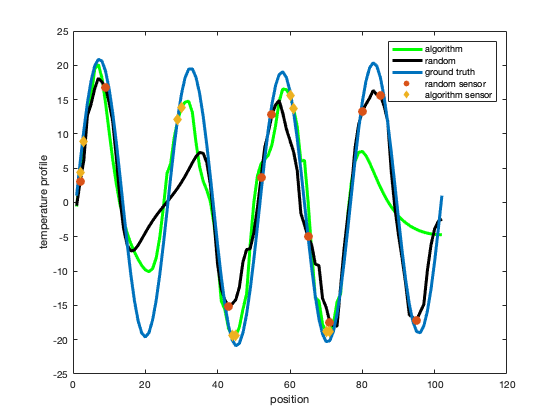 25
20
15
10
5
0
-5
-10
-15
-20
-25
temperature profile
algorithm
random
ground truth
random sensor
algorithm sensor
0 20 40 60 80 100 120
position